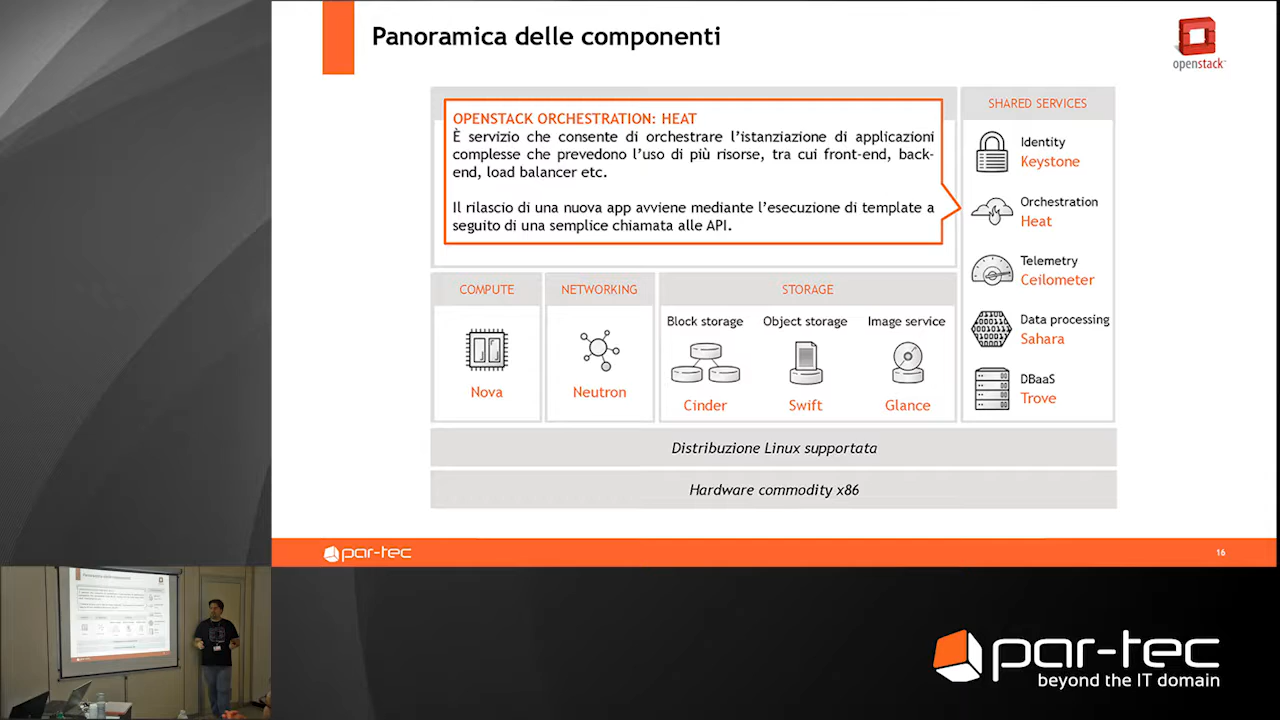 Panoramica delle componenti
openstack
OPENSTACK ORCHESTRATION: HEAT
È servizio che consente di orchestrare l'istanziazione di applicazioni
complesse che prevedono l'uso di più risorse, tra cui front-end, back-
end, load balancer etc.
Il rilascio di una nuova app avviene mediante l'esecuzione di template a
seguito di una semplice chiamata alle API.
SHARED SERVICES
Identity
Keystone
Orchestration
Heat
Telemetry
Ceilometer
Data processing
Sahara
DBaaS
Trove
COMPUTE
Nova
NETWORKING
Neutron
STORAGE
Block storage
Cinder
Object storage
Swift
Image service
Glance
Distribuzione Linux supportata
Hardware commodity x86
par-tec
16
Panoramica delle componenti
par-tec
beyond the IT domain